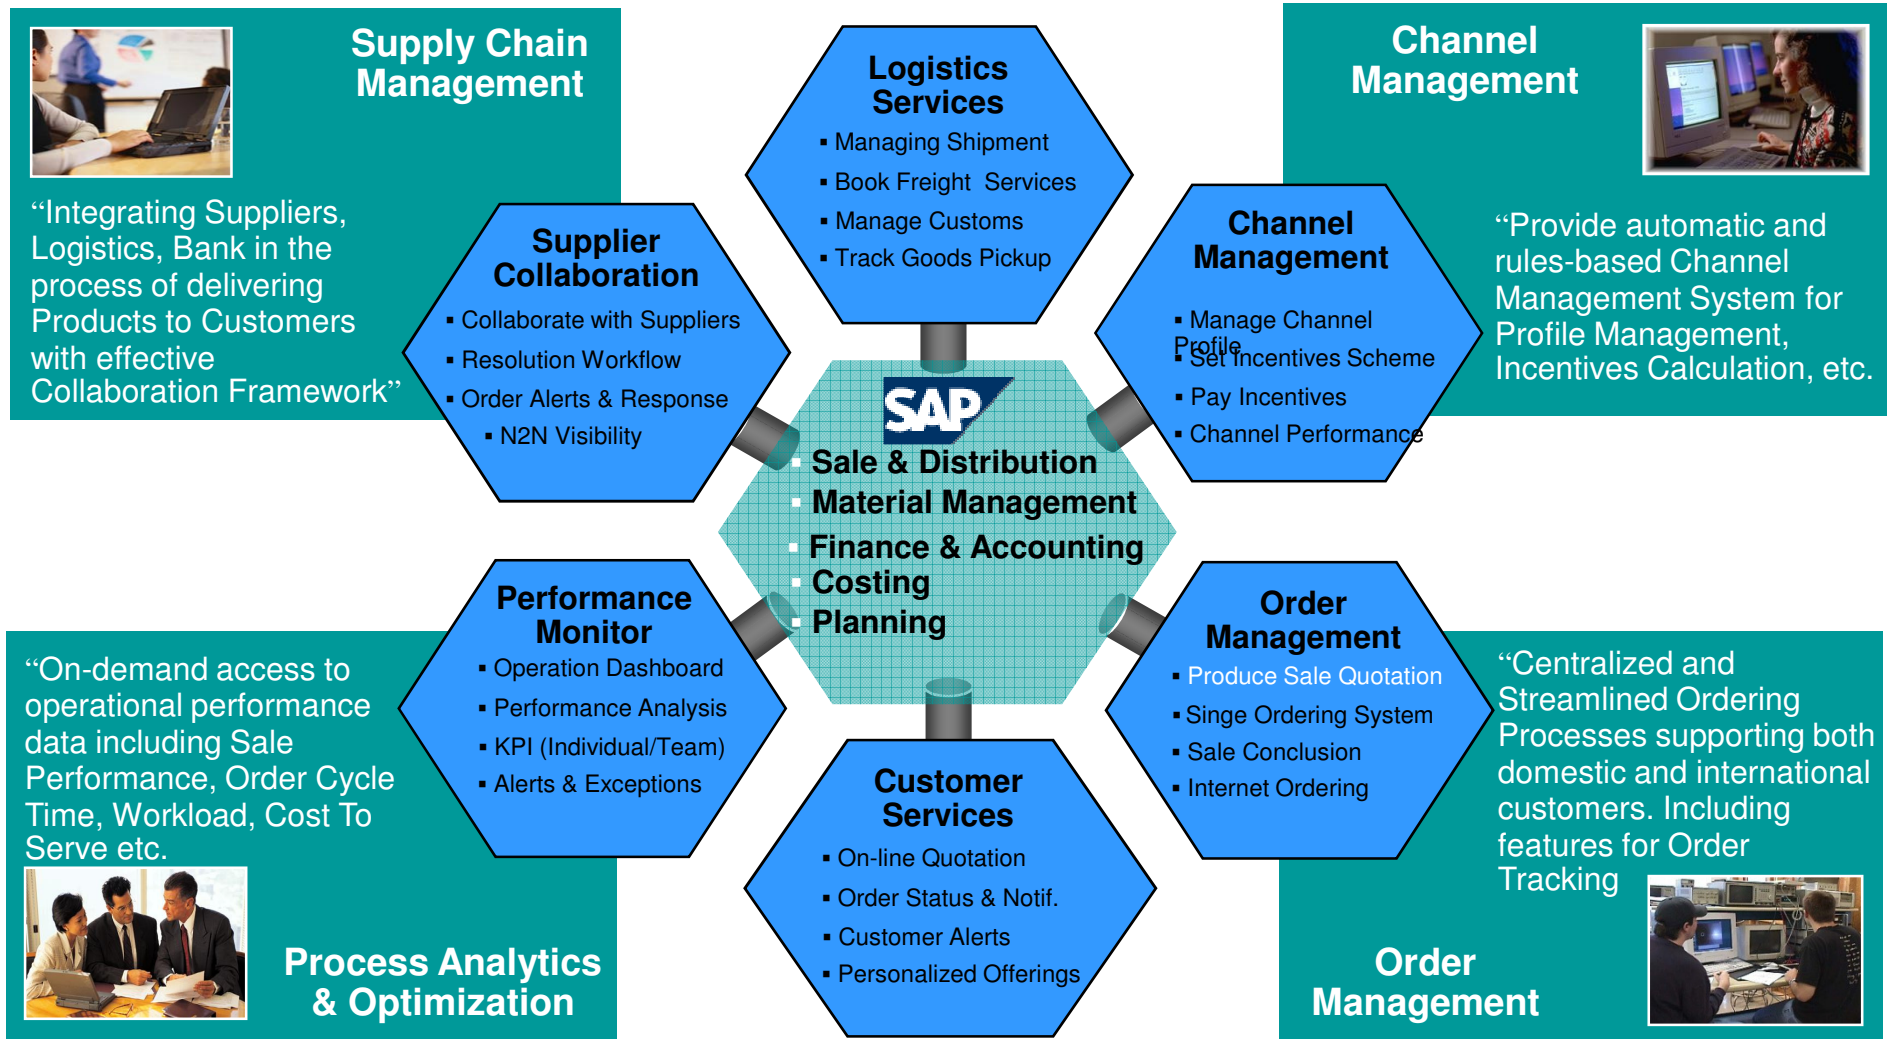 Supply Chain
Management
“Integrating Suppliers,
Logistics, Bank in the
process of delivering
Products to Customers
with effective
Collaboration Framework”
Logistics
Services
▪ Managing Shipment
▪ Book Freight  Services
▪ Manage Customs
▪ Track Goods Pickup
Channel
Management
“Provide automatic and
rules-based Channel
Management System for
Profile Management,
Incentives Calculation, etc.
Supplier
Collaboration
▪ Collaborate with Suppliers
▪ Resolution Workflow
▪ Order Alerts & Response
▪ N2N Visibility
Channel
Management
▪ Manage Channel
Profile
▪ Set Incentives Scheme
▪ Pay Incentives
▪ Channel Performance
SAP
▪ Sale & Distribution
▪ Material Management
▪ Finance & Accounting
▪ Costing
▪ Planning
Performance
Monitor
▪ Operation Dashboard
▪ Performance Analysis
▪ KPI (Individual/Team)
▪ Alerts & Exceptions
Order
Management
▪ Produce Sale Quotation
▪ Singe Ordering System
▪ Sale Conclusion
▪ Internet Ordering
“On-demand access to
operational performance
data including Sale
Performance, Order Cycle
Time, Workload, Cost To
Serve etc.
Process Analytics
& Optimization
Customer
Services
▪ On-line Quotation
▪ Order Status & Notif.
▪ Customer Alerts
▪ Personalized Offerings
“Centralized and
Streamlined Ordering
Processes supporting both
domestic and international
customers. Including
features for Order
Tracking
Order
Management